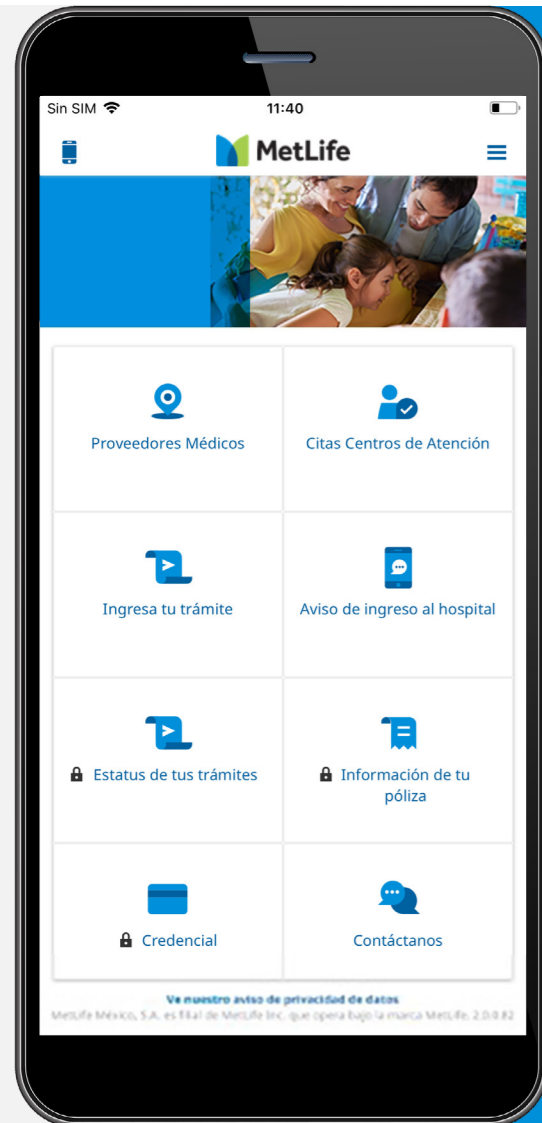 Sin SIM 11:40
MetLife
Proveedores Médicos
Citas Centros de Atención
Ingresa tu trámite
Aviso de ingreso al hospital
Estatus de tus trámites
Información de tu
póliza
Credencial
Contáctanos
Ve nuestro aviso de privacidad de datos
MetLife México, S.A. es filial de MetLife Inc. que opera bajo la marca MetLife. 2.0.0.82